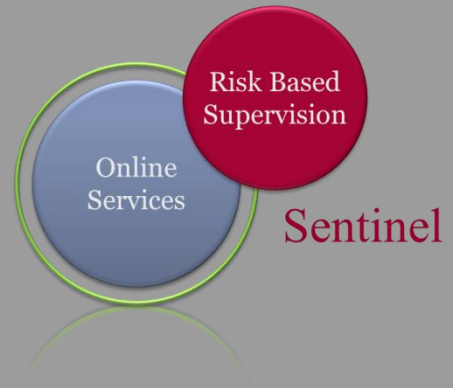 Risk Based
Supervision
Online
Services
Sentinel